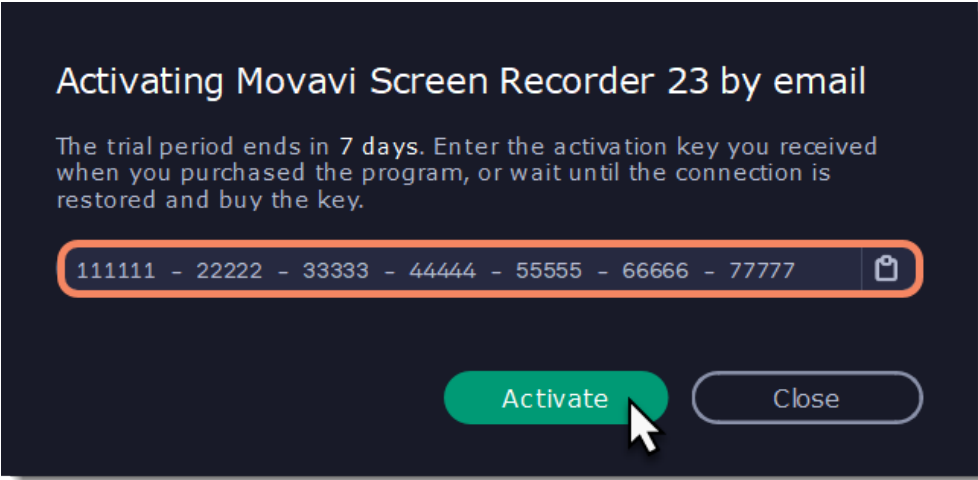 Activating Movavi Screen Recorder 23 by email
The trial period ends in 7 days. Enter the activation key you received
when you purchased the program, or wait until the connection is
restored and buy the key.
111111 - 22222 - 33333 - 44444 - 55555 - 66666 - 77777
Activate
Close